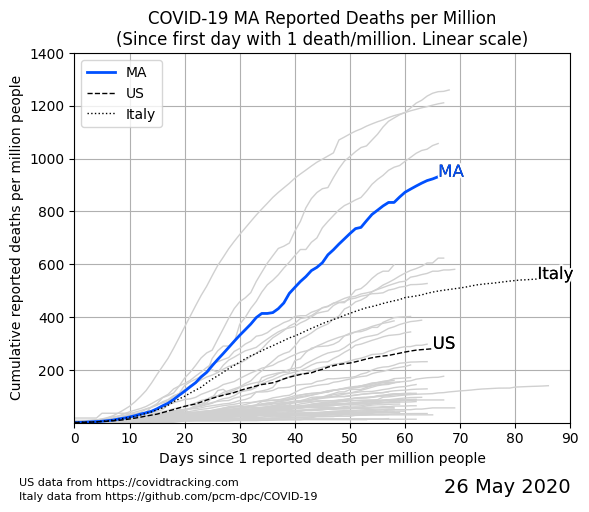 COVID-19 MA Reported Deaths per Million
(Since first day with 1 death/million. Linear scale)
Cumulative reported deaths per million people
1400
1200
1000
800
600
400
200
MA
US
Italy
MA
Italy
US
0
10
20
30
40
50
60
70
80
90
Days since 1 reported death per million people
US data from https://covidtracking.com
Italy data from https://github.com/pcm-dpc/COVID-19
26 May 2020